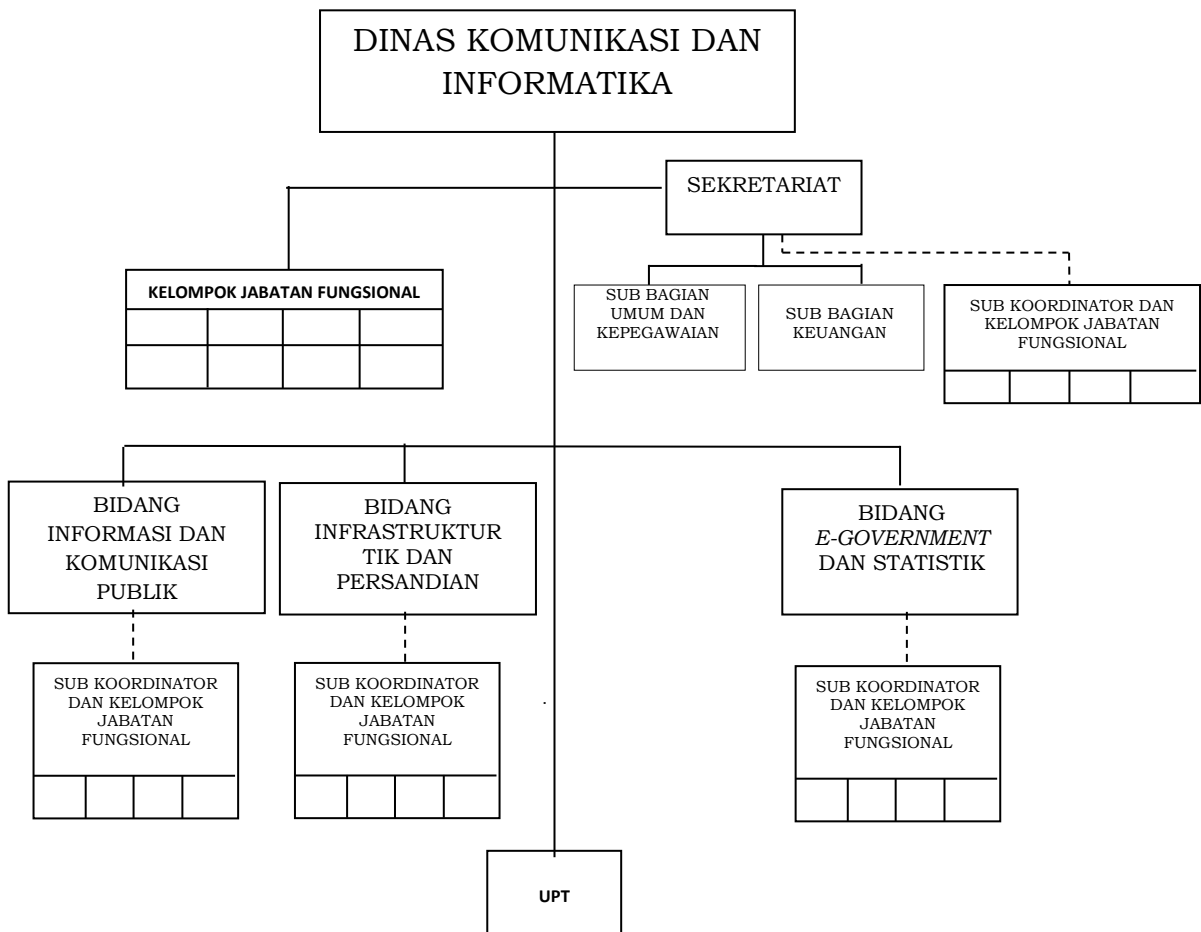 DINAS KOMUNIKASI DAN
INFORMATIKA
SEKRETARIAT
KELOMPOK JABATAN FUNGSIONAL
SUB BAGIAN
UMUM DAN
KEPEGAWAIAN
SUB BAGIAN
KEUANGAN
SUB KOORDINATOR DAN
KELOMPOK JABATAN
FUNGSIONAL
BIDANG
INFORMASI DAN
KOMUNIKASI
PUBLIK
BIDANG
INFRASTRUKTUR
TIK DAN
PERSANDIAN
BIDANG
E-GOVERNMENT
DAN STATISTIK
SUB KOORDINATOR
DAN KELOMPOK
JABATAN
FUNGSIONAL
SUB KOORDINATOR
DAN KELOMPOK
JABATAN
FUNGSIONAL
.
SUB KOORDINATOR
DAN KELOMPOK
JABATAN
FUNGSIONAL
UPT